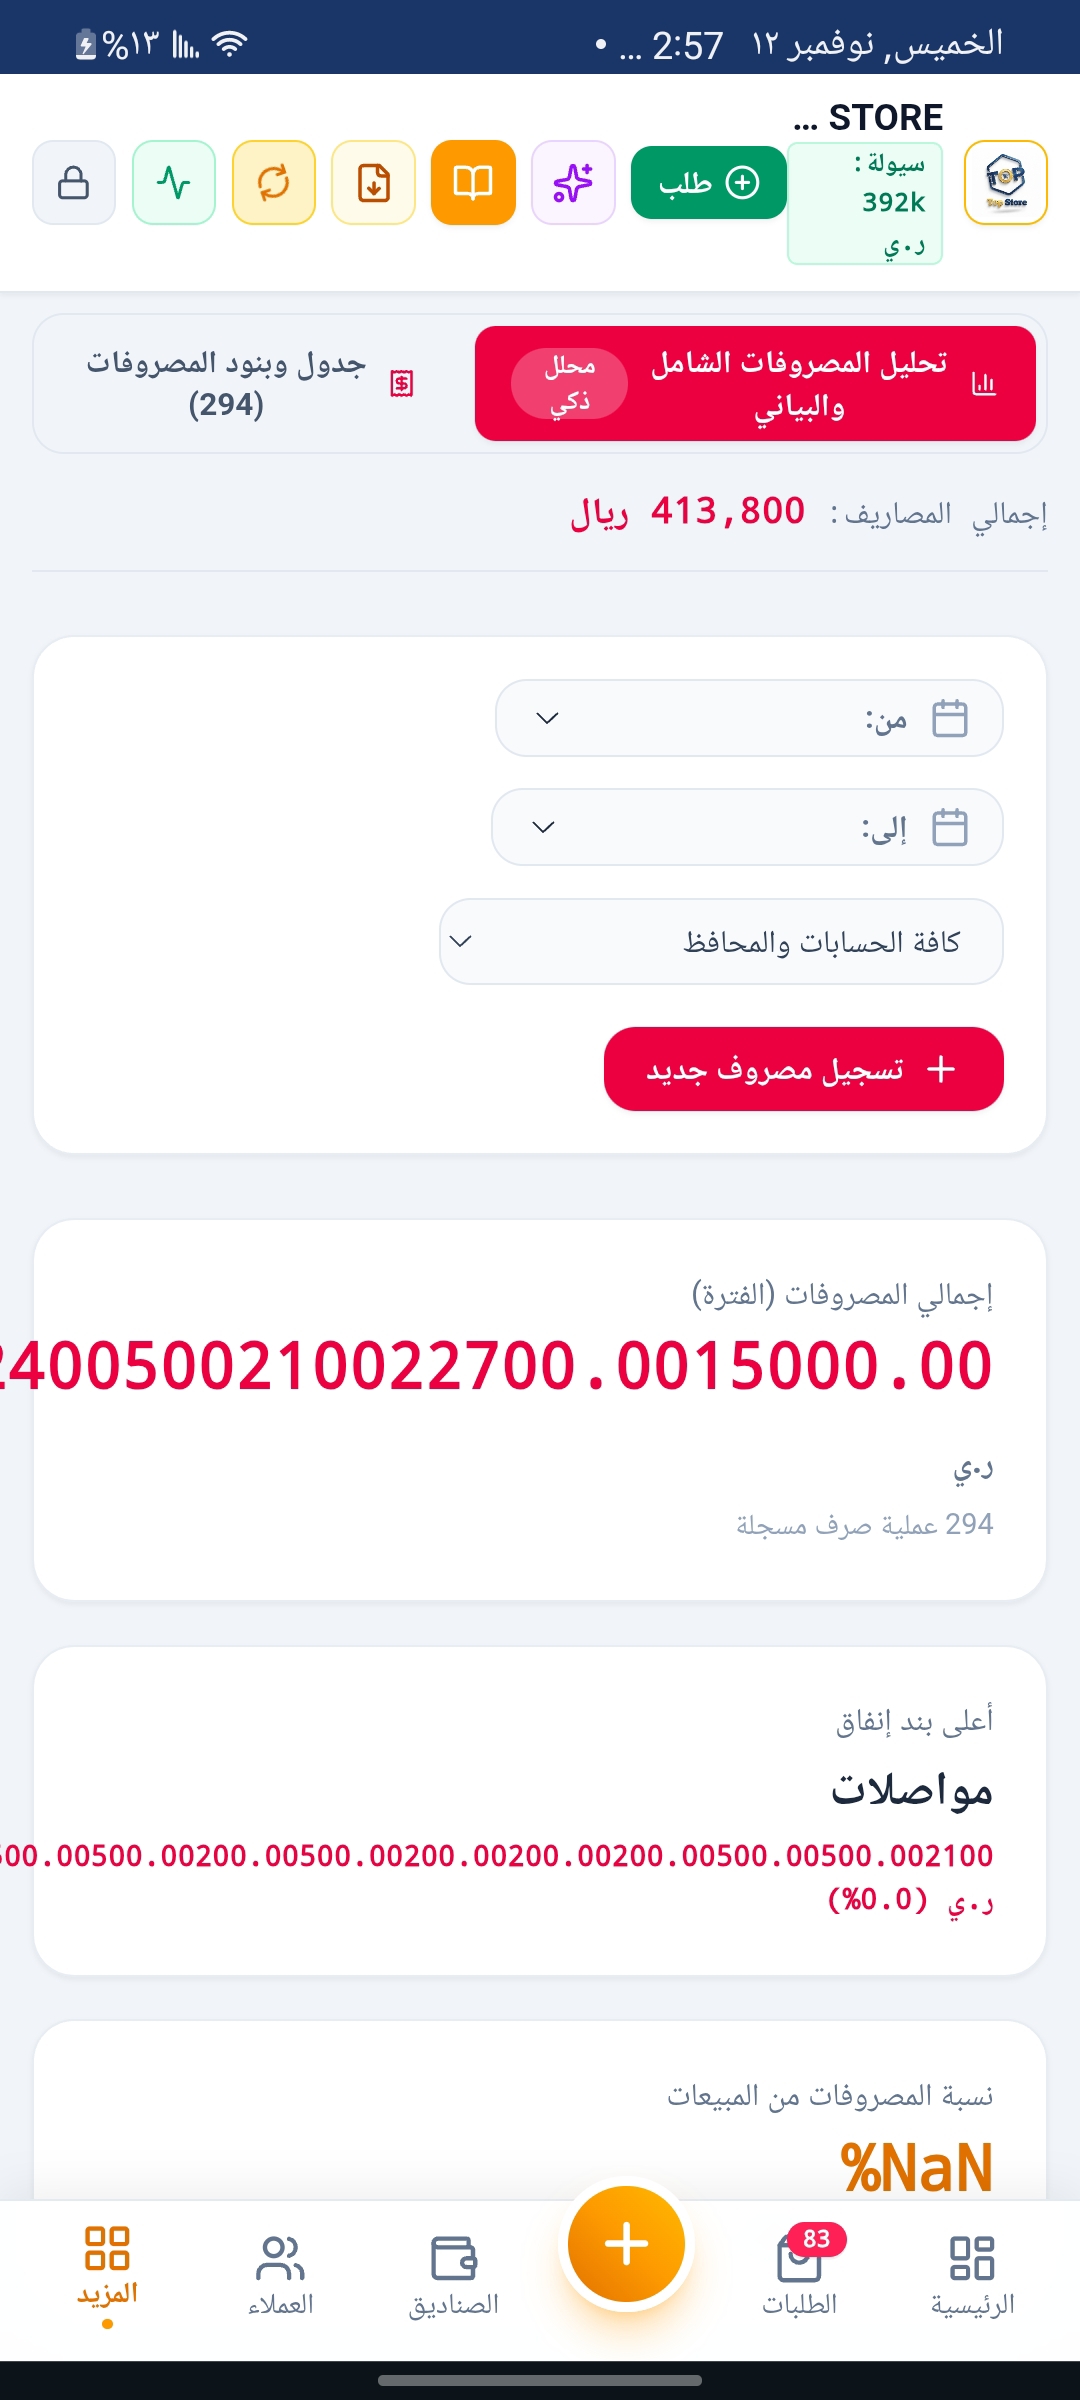 الخميس, نوفمبر ١٢ 2:57 ... •
%١٣
STORE ...
سيولة:
392k
ر.ي
طلب
TOP
Top Store
تحليل المصروفات الشامل والبياني
محلل ذكي
جدول وبنود المصروفات (294)
إجمالي المصاريف: 413,800 ريال
من:
إلى:
كافة الحسابات والمحافظ
تسجيل مصروف جديد
إجمالي المصروفات (الفترة)
2400500210022700.0015000.00
ر.ي
294 عملية صرف مسجلة
أعلى بند إنفاق
مواصلات
500.00500.00200.00500.00200.00200.00200.00500.00500.002100
ر.ي (0.0%)
نسبة المصروفات من المبيعات
%NaN
الرئيسية
83
الطلبات
الصناديق
العملاء
المزيد